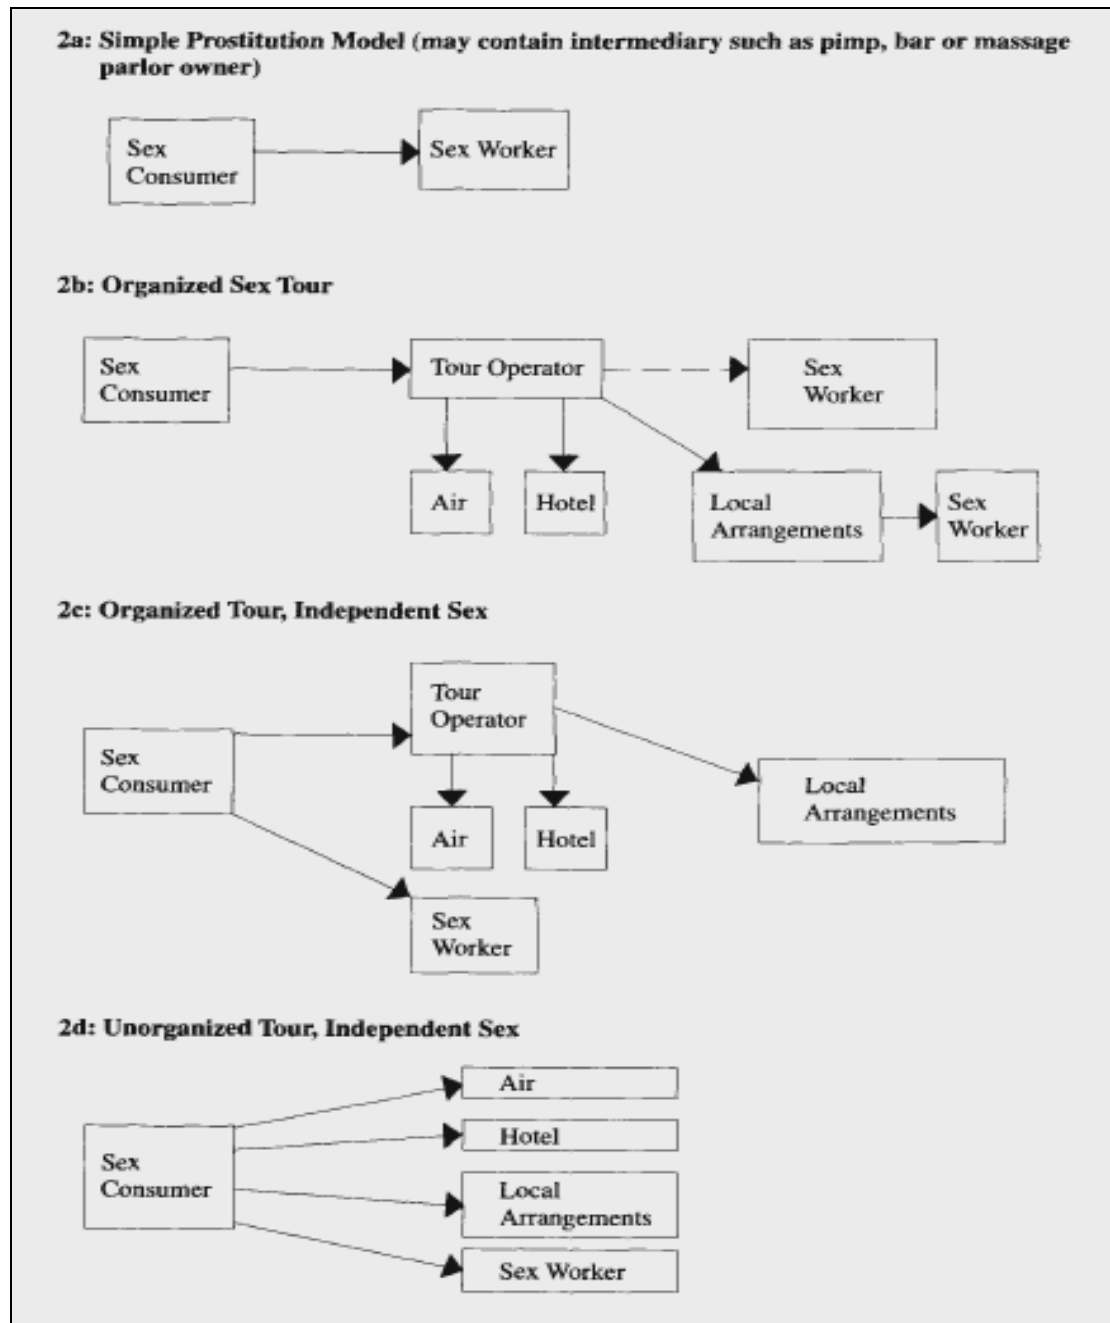 2a: Simple Prostitution Model (may contain intermediary such as pimp, bar or massage
parlor owner)
Sex
Consumer
Sex Worker
2b: Organized Sex Tour
Sex
Consumer
Tour Operator
Sex
Worker
Air
Hotel
Local
Arrangements
Sex
Worker
2c: Organized Tour, Independent Sex
Tour
Operator
Sex
Consumer
Local
Arrangements
Air
Hotel
Sex
Worker
2d: Unorganized Tour, Independent Sex
Air
Hotel
Sex
Consumer
Local
Arrangements
Sex Worker